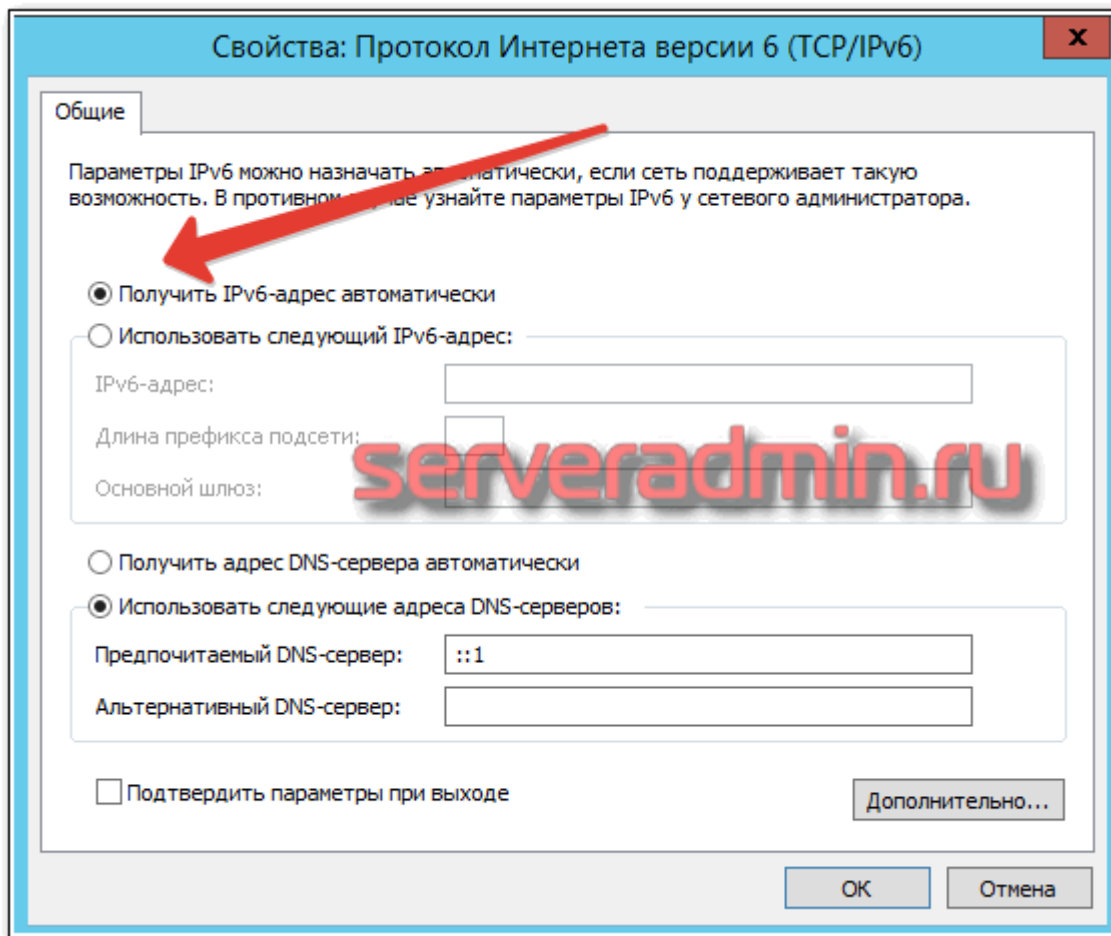 Свойства: Протокол Интернета версии 6 (TCP/IPv6)
x
Общие
Параметры IPv6 можно назначать автоматически, если сеть поддерживает такую
возможность. В противном случае узнайте параметры IPv6 у сетевого администратора.
Получить IPv6-адрес автоматически
Использовать следующий IPv6-адрес:
IPv6-адрес:
Длина префикса подсети:
Основной шлюз:
serveradmin.ru
Получить адрес DNS-сервера автоматически
Использовать следующие адреса DNS-серверов:
Предпочитаемый DNS-сервер: ::1
Альтернативный DNS-сервер:
Подтвердить параметры при выходе
Дополнительно...
ОК Отмена